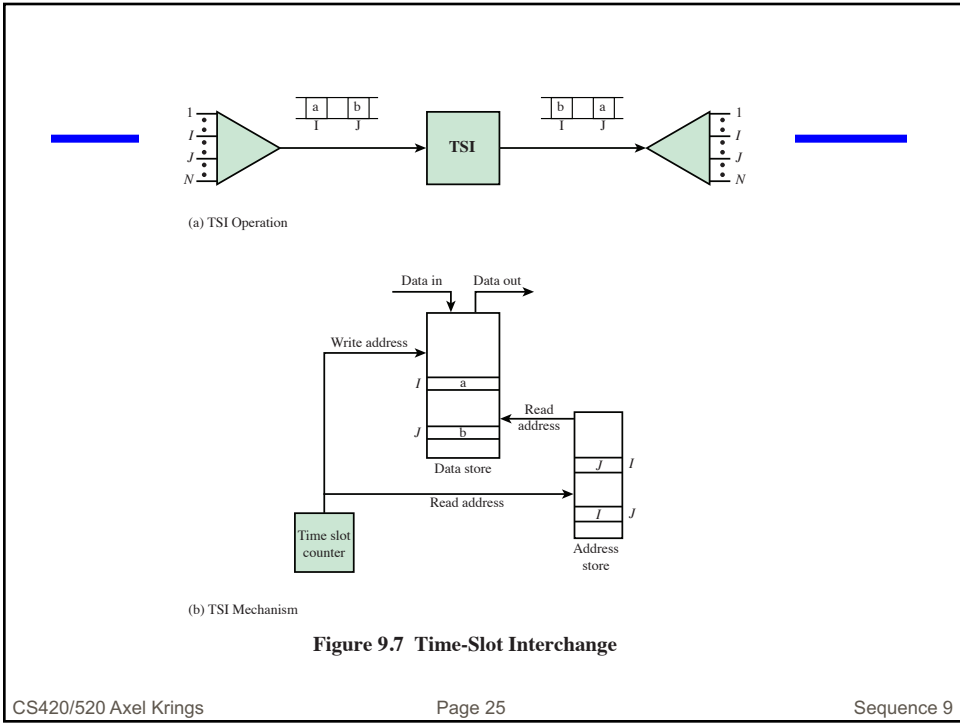 a b
b a
1
I
J
N
I J
TSI
I J
1
I
J
N
(a) TSI Operation
Data in Data out
Write address
I a
Read
address
J b
J I
Data store
Read address
I J
Time slot
counter
Address
store
(b) TSI Mechanism
Figure 9.7 Time-Slot Interchange
CS420/520 Axel Krings Page 25 Sequence 9